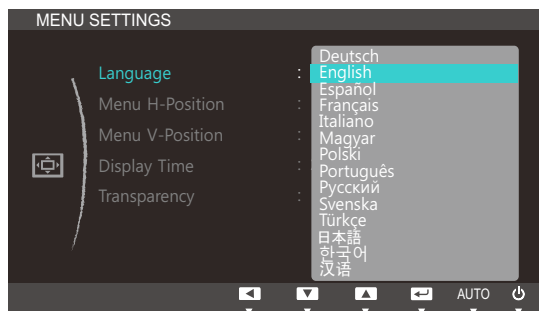 MENU SETTINGS
Language :
Menu H-Position :
Menu V-Position :
Display Time :
Transparency :
Deutsch
English
Español
Français
Italiano
Magyar
Polski
Português
Русский
Svenska
Türkçe
日本語
한국어
汉语
AUTO